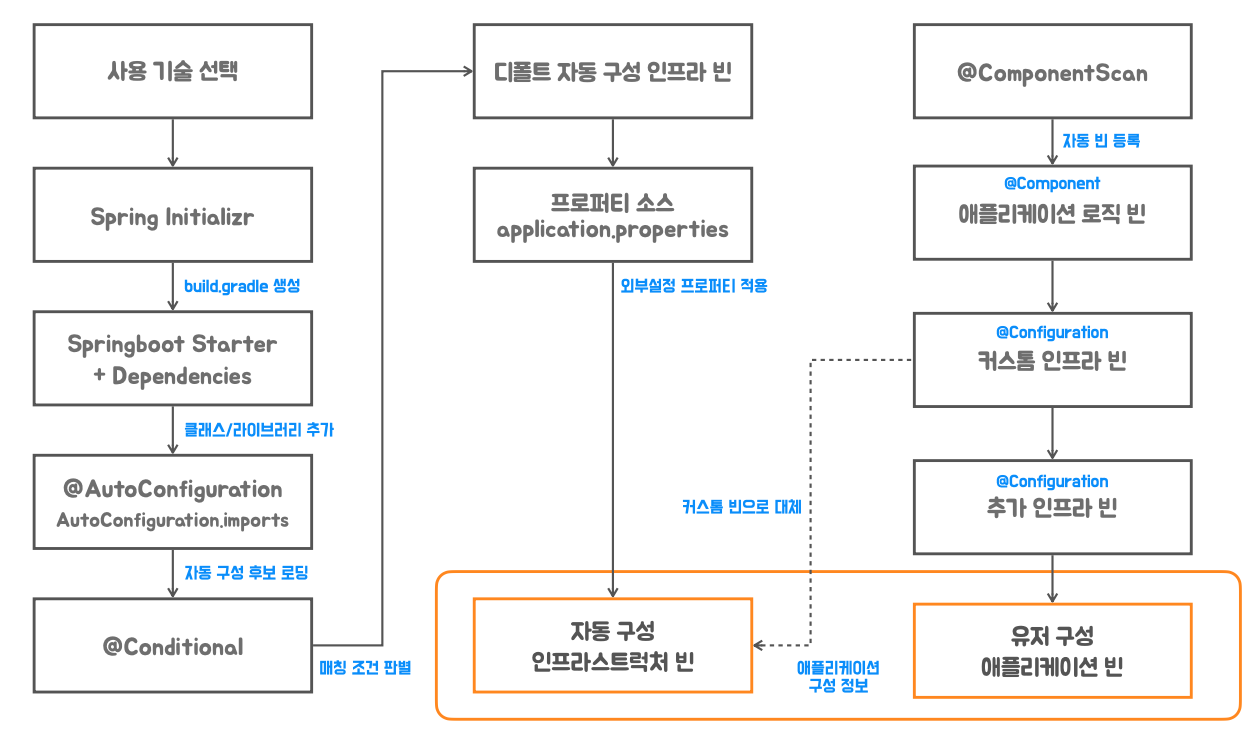 사용 기술 선택
Spring Initializr
build.gradle 생성
Springboot Starter
+ Dependencies
클래스/라이브러리 추가
@AutoConfiguration
AutoConfiguration.imports
자동 구성 후보 로딩
@Conditional
매칭 조건 판별
디폴트 자동 구성 인프라 빈
프로퍼티 소스
application.properties
외부설정 프로퍼티 적용
자동 구성
인프라스트럭처 빈
@ComponentScan
자동 빈 등록
@Component
애플리케이션 로직 빈
@Configuration
커스톰 인프라 빈
커스톰 빈으로 대체
@Configuration
추가 인프라 빈
애플리케이션
구성 정보
유저 구성
애플리케이션 빈